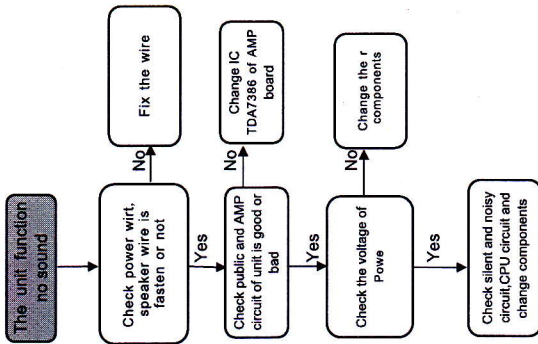 The unit function
no sound
Check power wirt,
speaker wire is
fasten or not
No
Fix the wire
Yes
Check public and AMP
circuit of unit is good or
bad
No
Change IC
TDA7386 of AMP
board
Yes
Check the voltage of
Powe
No
Change the r
components
Yes
Check silent and noisy
circuit,CPU circuit and
change components